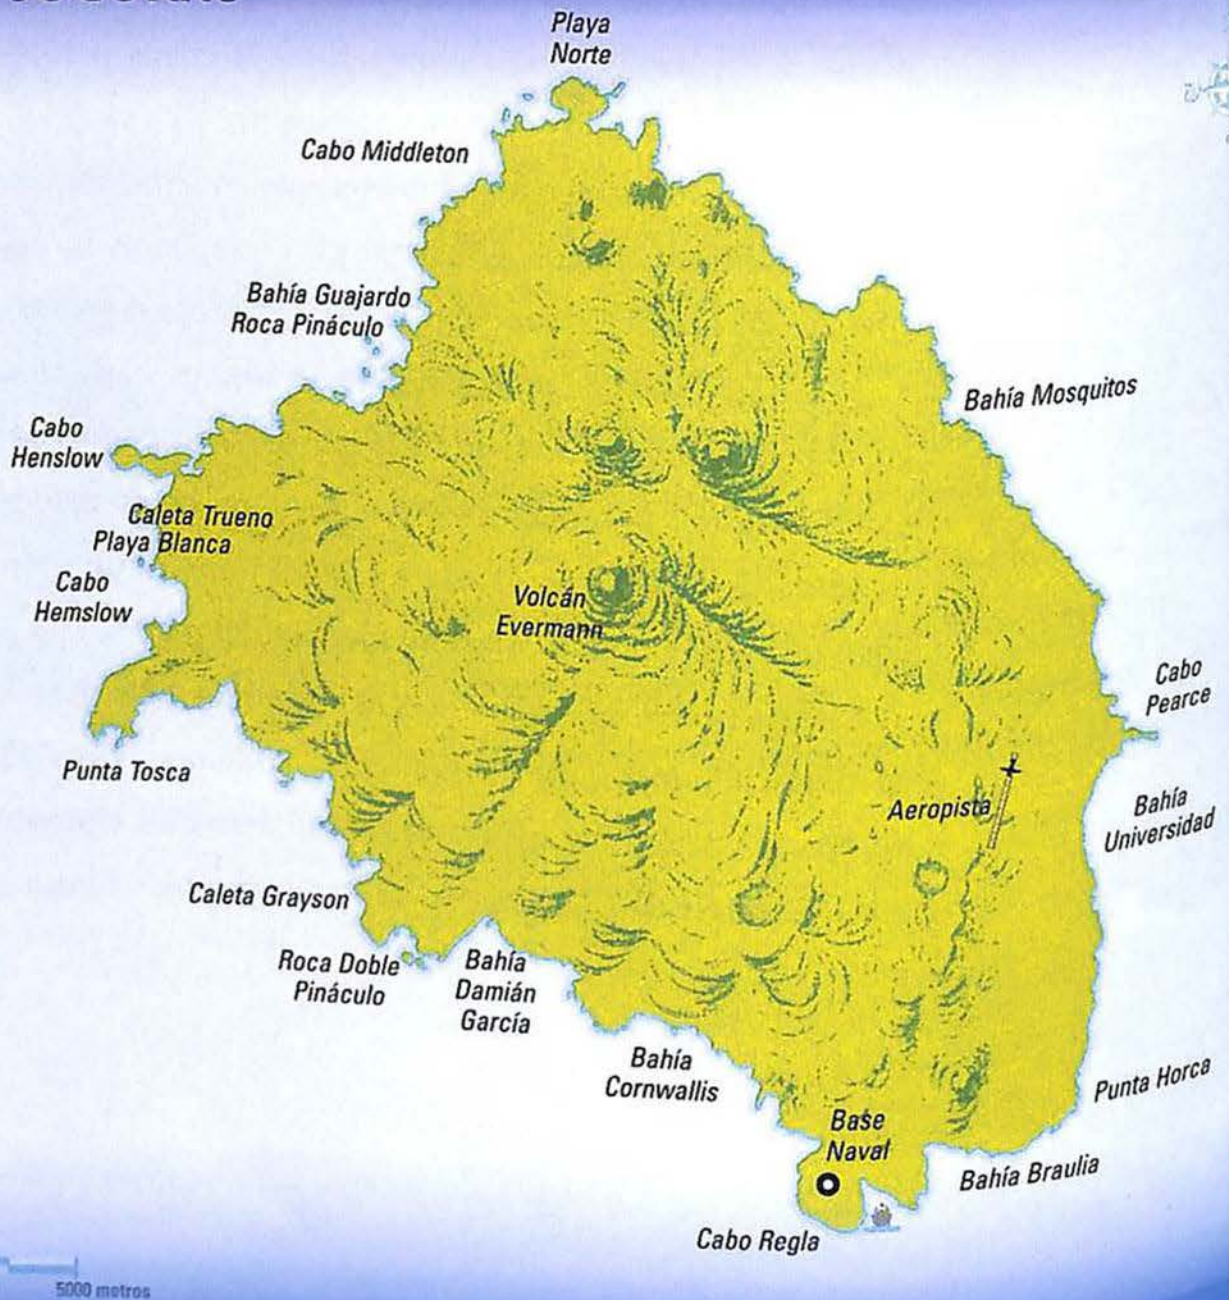 Playa
Norte
Cabo Middleton
Bahía Guajardo
Roca Pináculo
Bahía Mosquitos
Cabo
Henslow
Caleta Trueno
Playa Blanca
Cabo
Hemslow
Volcán
Evermann
Cabo
Pearce
Punta Tosca
Aeropista
Bahía
Universidad
Caleta Grayson
Roca Doble
Pináculo
Bahía
Damián
García
Bahía
Cornwallis
Punta Horca
Base
Naval
Bahía Braulia
Cabo Regla
5000 metros